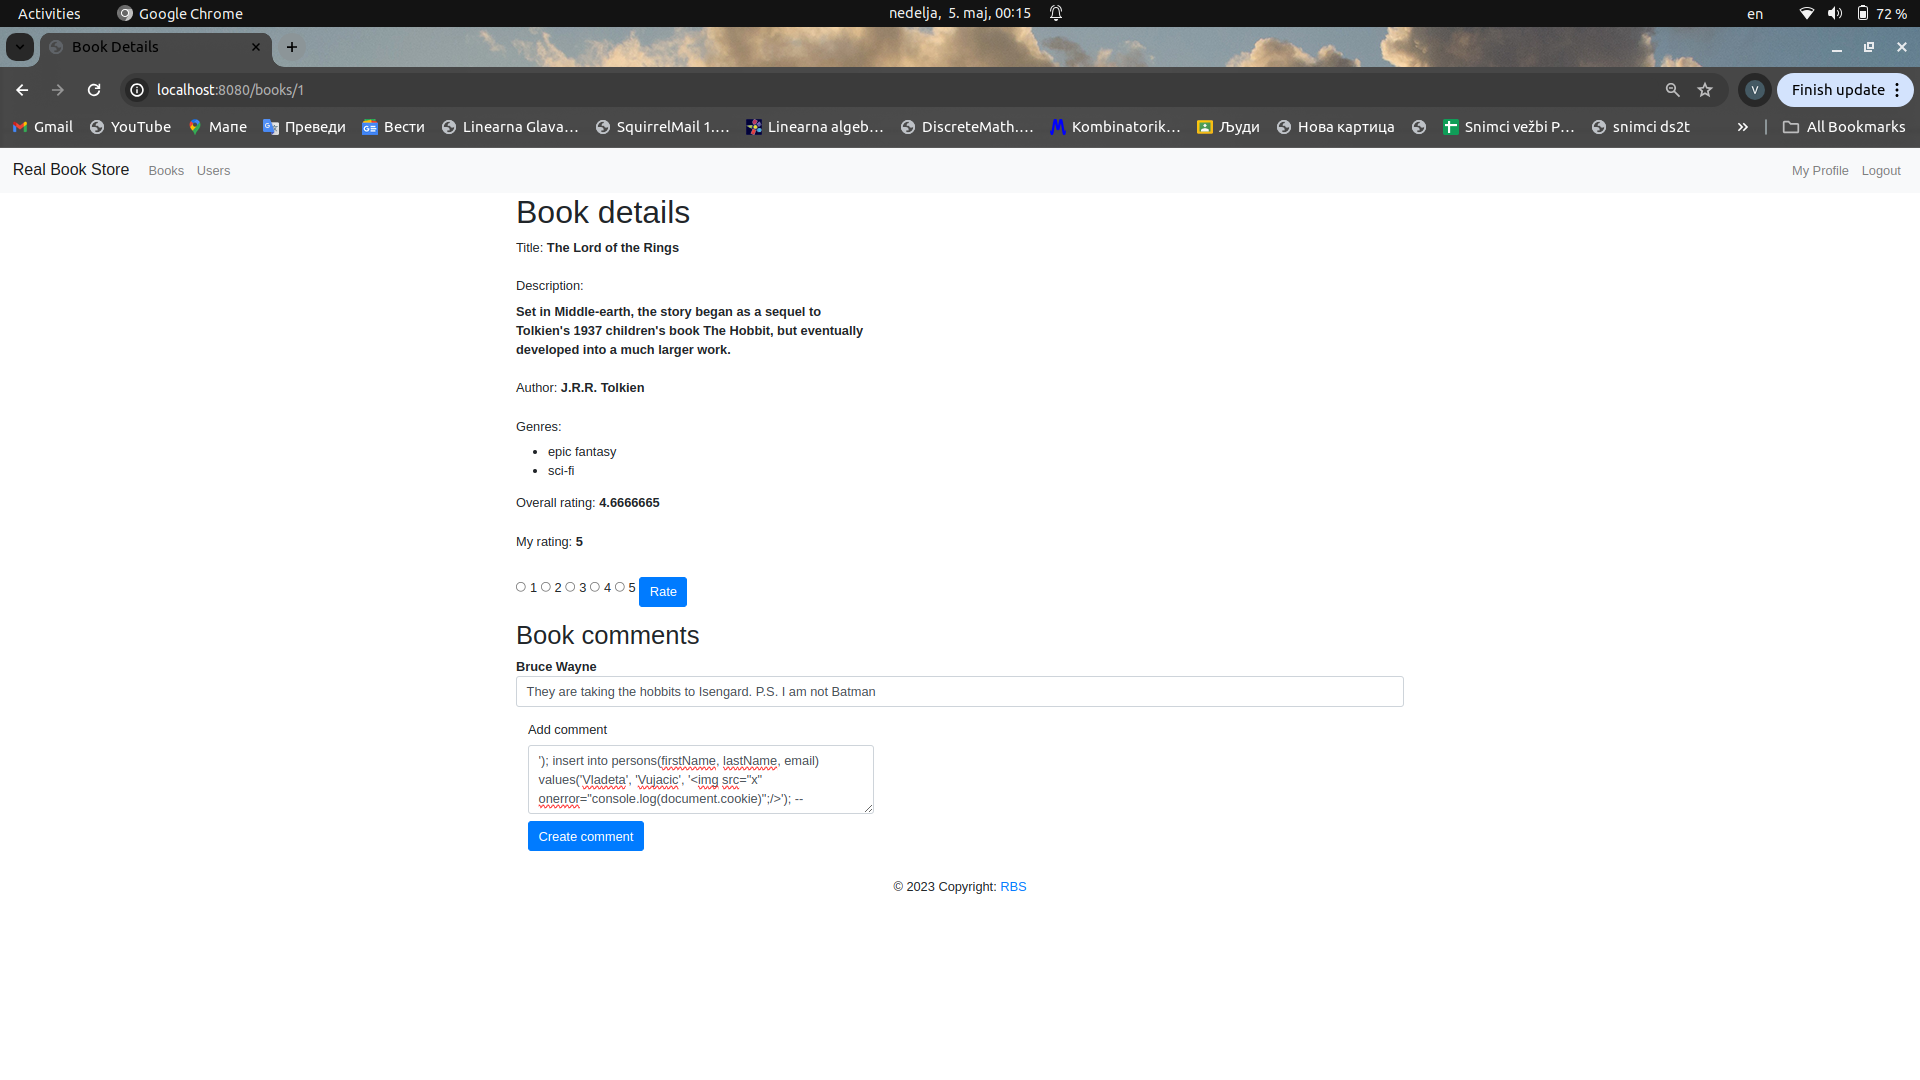 Activities Google Chrome nedelja, 5. maj, 00:15 en 72 %
Book Details
localhost:8080/books/1 V Finish update
Gmail YouTube Мапе Преведи Вести Linearna Glava… SquirrelMail 1.… Linearna algeb… DiscreteMath.… Kombinatorik… Људи Нова картица Snimci vežbi P… snimci ds2t » All Bookmarks
Real Book Store Books Users My Profile Logout
Book details
Title: The Lord of the Rings
Description:
Set in Middle-earth, the story began as a sequel to
Tolkien's 1937 children's book The Hobbit, but eventually
developed into a much larger work.
Author: J.R.R. Tolkien
Genres:
• epic fantasy
• sci-fi
Overall rating: 4.6666665
My rating: 5
1 2 3 4 5 Rate
Book comments
Bruce Wayne
They are taking the hobbits to Isengard. P.S. I am not Batman
Add comment
'); insert into persons(firstName, lastName, email)
values('Vladeta', 'Vujacic', '<img src="x"
onerror="console.log(document.cookie)";/>'); --
Create comment
© 2023 Copyright: RBS